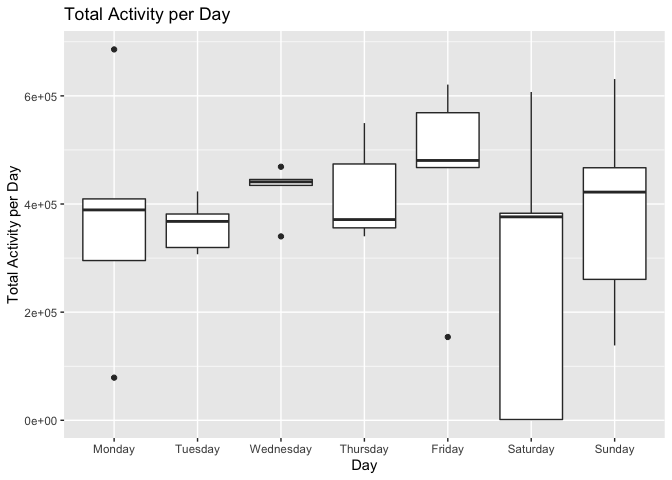 Total Activity per Day
Total Activity per Day
6e+05
4e+05
2e+05
0e+00
Monday Tuesday Wednesday Thursday Friday Saturday Sunday
Day